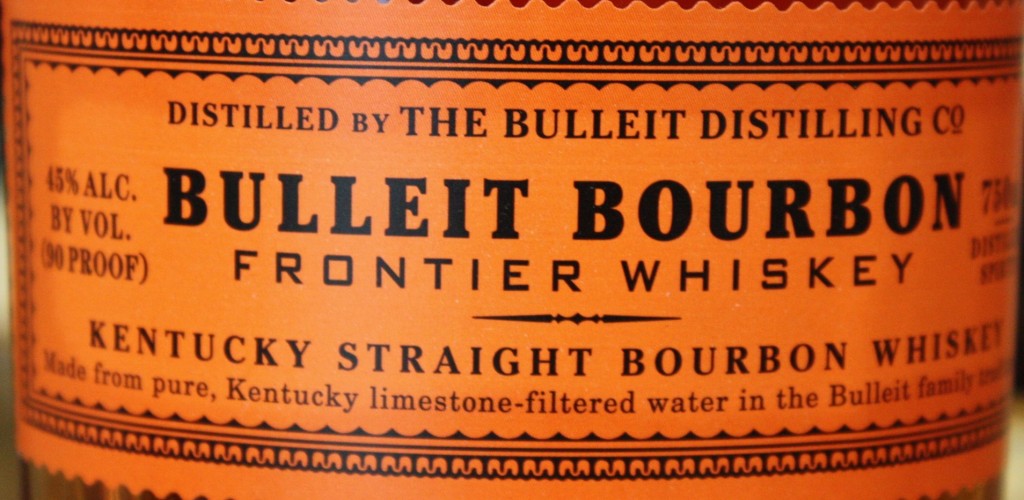 DISTILLED BY THE BULLEIT DISTILLING Co
45% ALC.
BY VOL.
(90 PROOF)
BULLEIT BOURBON
FRONTIER WHISKEY
KENTUCKY STRAIGHT BOURBON WHISKEY
Made from pure, Kentucky limestone-filtered water in the Bulleit family